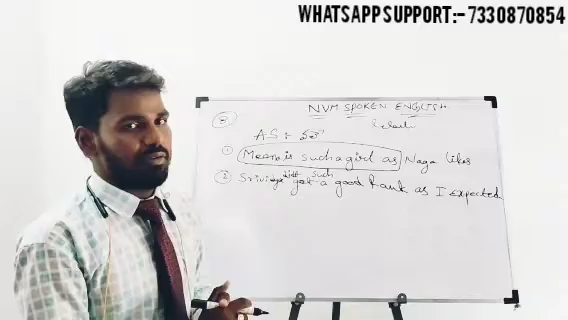 WHATSAPP SUPPORT:- 7330870854
NVM SPOKEN ENGLISH
AS :
① Meena is such a girl as Naga likes
such
② got a good Rank as I expected